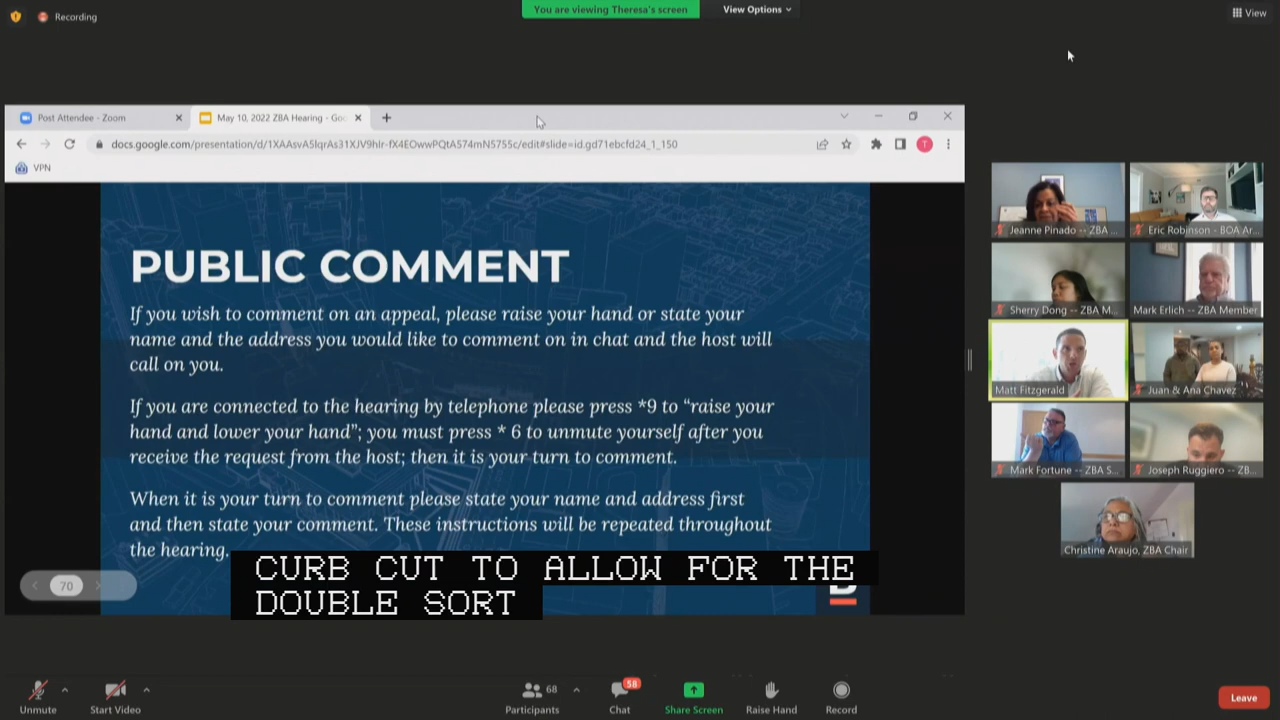 Recording
You are viewing Theresa's screen
View Options
View
Post Attendee - Zoom
May 10, 2022 ZBA Hearing - Goo
docs.google.com/presentation/d/1XAAsvA5lqrAs31XJV9hIr-fX4EOwwPQtA574mN5755c/edit#slide=id.gd71ebcfd24_1_150
T
VPN
PUBLIC COMMENT
If you wish to comment on an appeal, please raise your hand or state your
name and the address you would like to comment on in chat and the host will
call on you.
If you are connected to the hearing by telephone please press *9 to “raise your
hand and lower your hand”; you must press * 6 to unmute yourself after you
receive the request from the host; then it is your turn to comment.
When it is your turn to comment please state your name and address first
and then state your comment. These instructions will be repeated throughout
the hearing.
70
B
CURB CUT TO ALLOW FOR THE
DOUBLE SORT
Jeanne Pinado -- ZBA ...
Eric Robinson - BOA Ar...
Sherry Dong -- ZBA M...
Mark Erlich -- ZBA Member
Matt Fitzgerald
Juan & Ana Chavez
Mark Fortune -- ZBA S...
Joseph Ruggiero -- ZB...
Christine Araujo, ZBA Chair
Unmute
Start Video
68
Participants
58
Chat
Share Screen
Raise Hand
Record
Leave